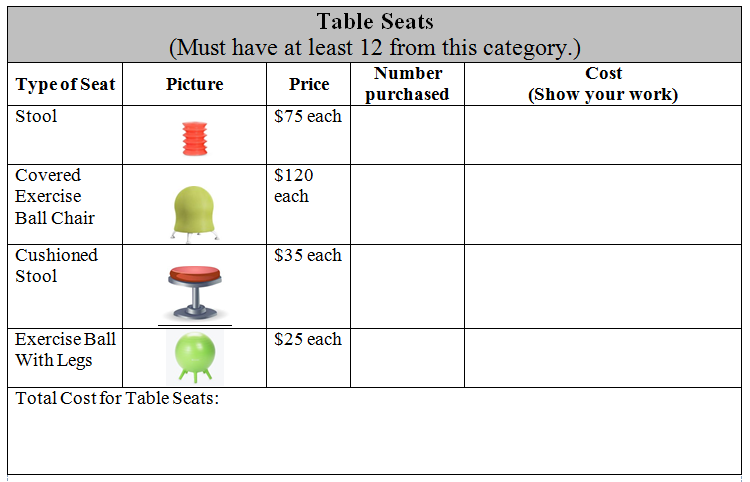 Table Seats
(Must have at least 12 from this category.)
Type of Seat Picture Price Number purchased Cost (Show your work)
Stool $75 each
Covered Exercise Ball Chair $120 each
Cushioned Stool $35 each
Exercise Ball With Legs $25 each
Total Cost for Table Seats: